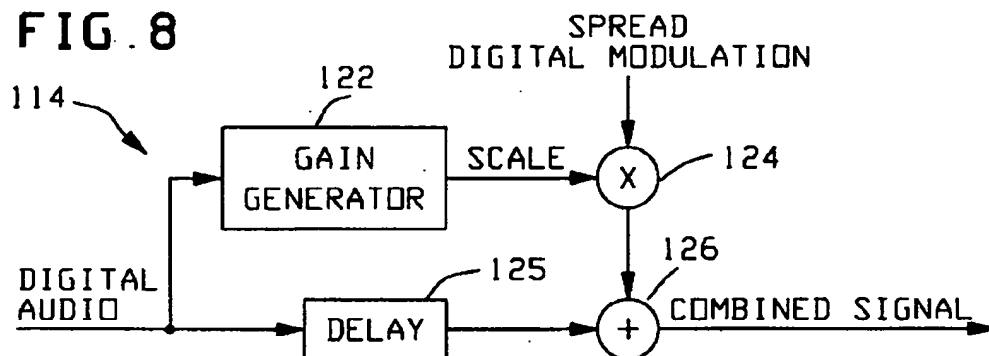 FIG. 8
SPREAD
DIGITAL MODULATION
114
122
GAIN
GENERATOR
SCALE
X
124
DIGITAL
AUDIO
125
DELAY
+
126
COMBINED SIGNAL